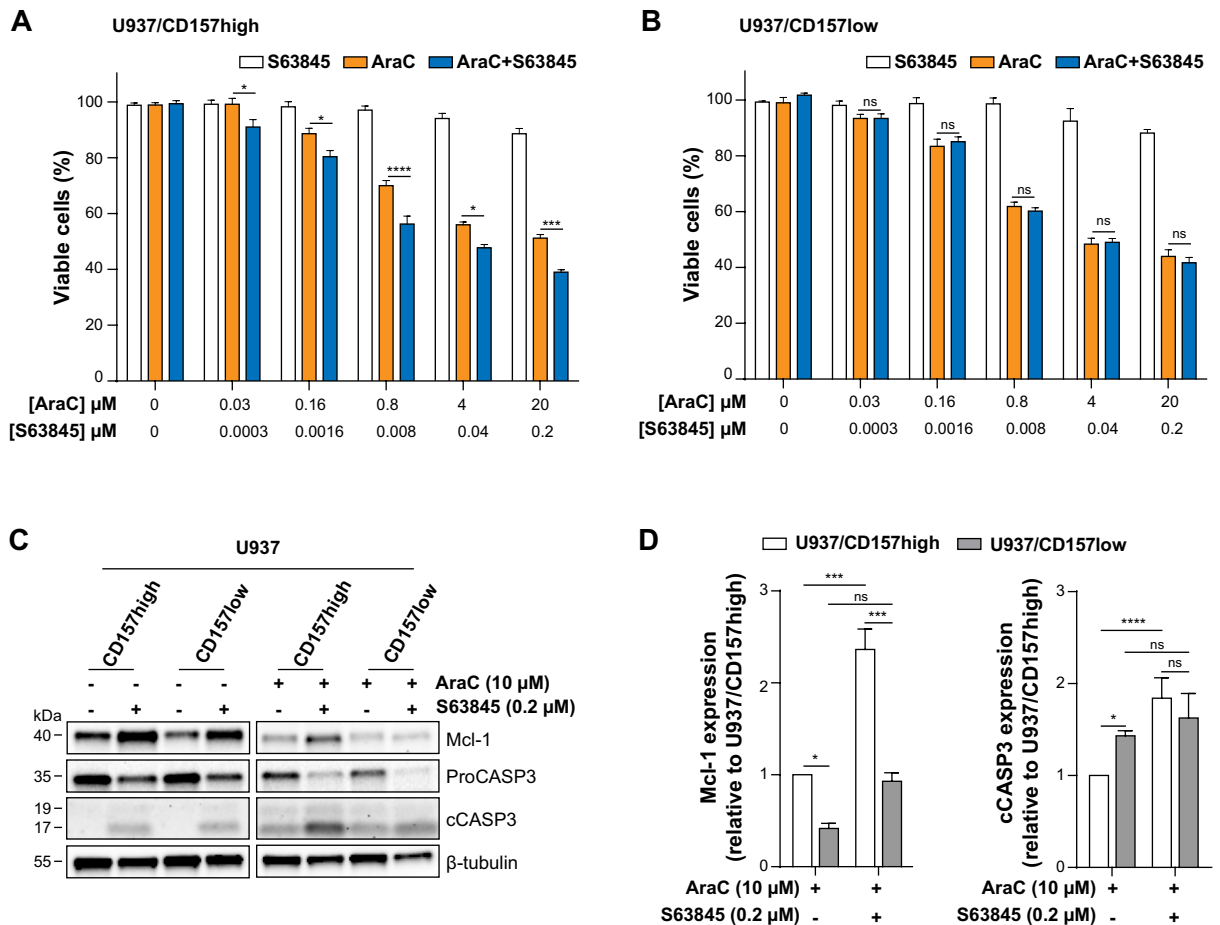 A
U937/CD157high
S63845 AraC AraC+S63845
Viable cells (%)
100
80
60
40
20
0
* * **** * ***
[AraC] µM 0 0.03 0.16 0.8 4 20
[S63845] µM 0 0.0003 0.0016 0.008 0.04 0.2
B
U937/CD157low
S63845 AraC AraC+S63845
Viable cells (%)
100
80
60
40
20
0
ns ns ns ns ns
[AraC] µM 0 0.03 0.16 0.8 4 20
[S63845] µM 0 0.0003 0.0016 0.008 0.04 0.2
C
U937
CD157high CD157low CD157high CD157low
- - - - + + + + AraC (10 µM)
- + - + - + - + S63845 (0.2 µM)
kDa
40 Mcl-1
35 ProCASP3
19
17 cCASP3
55 β-tubulin
D
U937/CD157high U937/CD157low
Mcl-1 expression
(relative to U937/CD157high)
3
2
1
0
***
ns
***
*
AraC (10 µM) + +
S63845 (0.2 µM) - +
cCASP3 expression
(relative to U937/CD157high)
3
2
1
0
****
ns
ns
*
AraC (10 µM) + +
S63845 (0.2 µM) - +